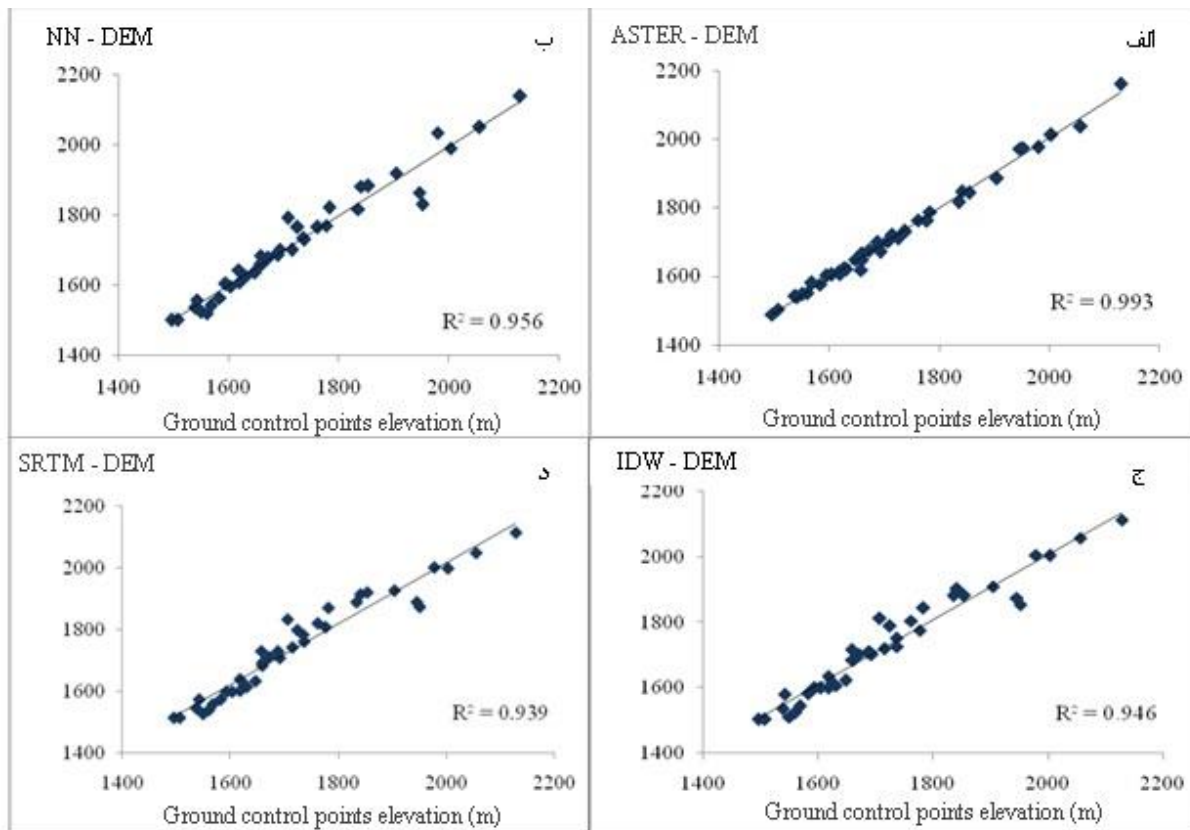 NN - DEM ب
2200
2000
1800
1600
1400
R² = 0.956
1400 1600 1800 2000 2200
Ground control points elevation (m)
ASTER - DEM الف
2200
2000
1800
1600
1400
R² = 0.993
1400 1600 1800 2000 2200
Ground control points elevation (m)
SRTM - DEM د
2200
2000
1800
1600
1400
R² = 0.939
1400 1600 1800 2000 2200
Ground control points elevation (m)
IDW - DEM ج
2200
2000
1800
1600
1400
R² = 0.946
1400 1600 1800 2000 2200
Ground control points elevation (m)